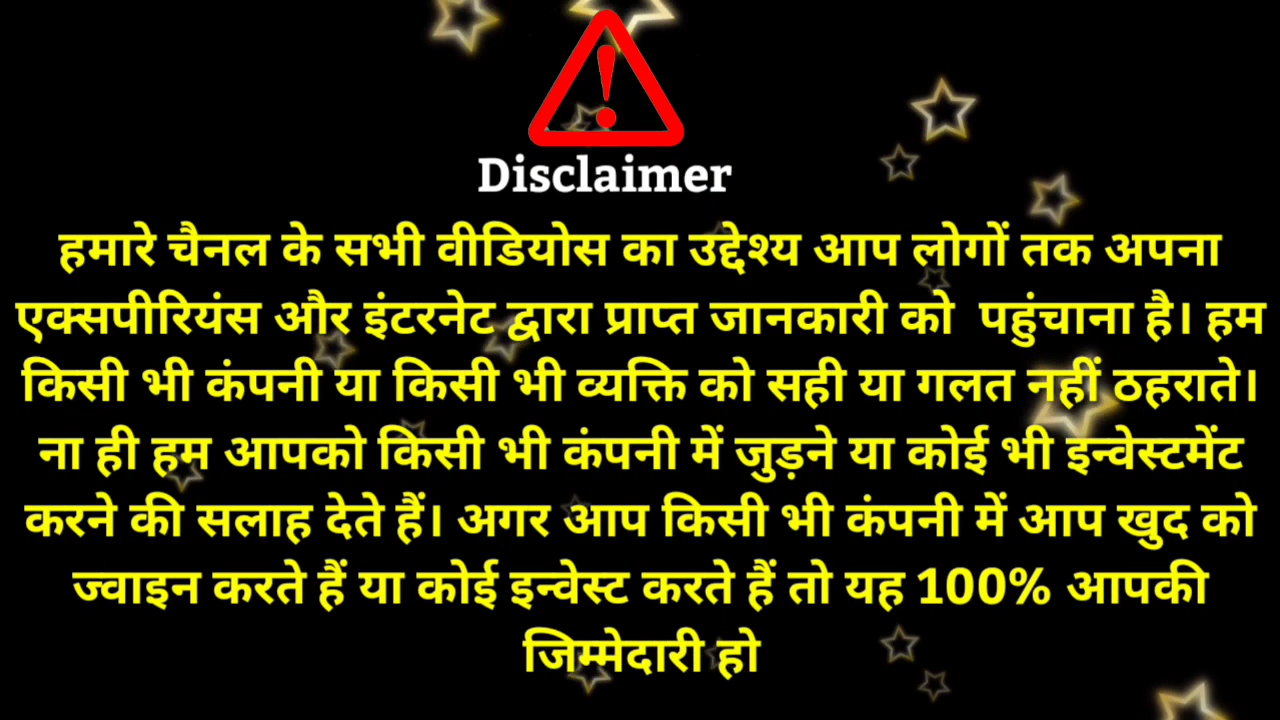 Disclaimer
हमारे चैनल के सभी वीडियोस का उद्देश्य आप लोगों तक अपना
एक्सपीरियंस और इंटरनेट द्वारा प्राप्त जानकारी को पहुंचाना है। हम
किसी भी कंपनी या किसी भी व्यक्ति को सही या गलत नहीं ठहराते।
ना ही हम आपको किसी भी कंपनी में जुड़ने या कोई भी इन्वेस्टमेंट
करने की सलाह देते हैं। अगर आप किसी भी कंपनी में आप खुद को
ज्वाइन करते हैं या कोई इन्वेस्ट करते हैं तो यह 100% आपकी
जिम्मेदारी हो